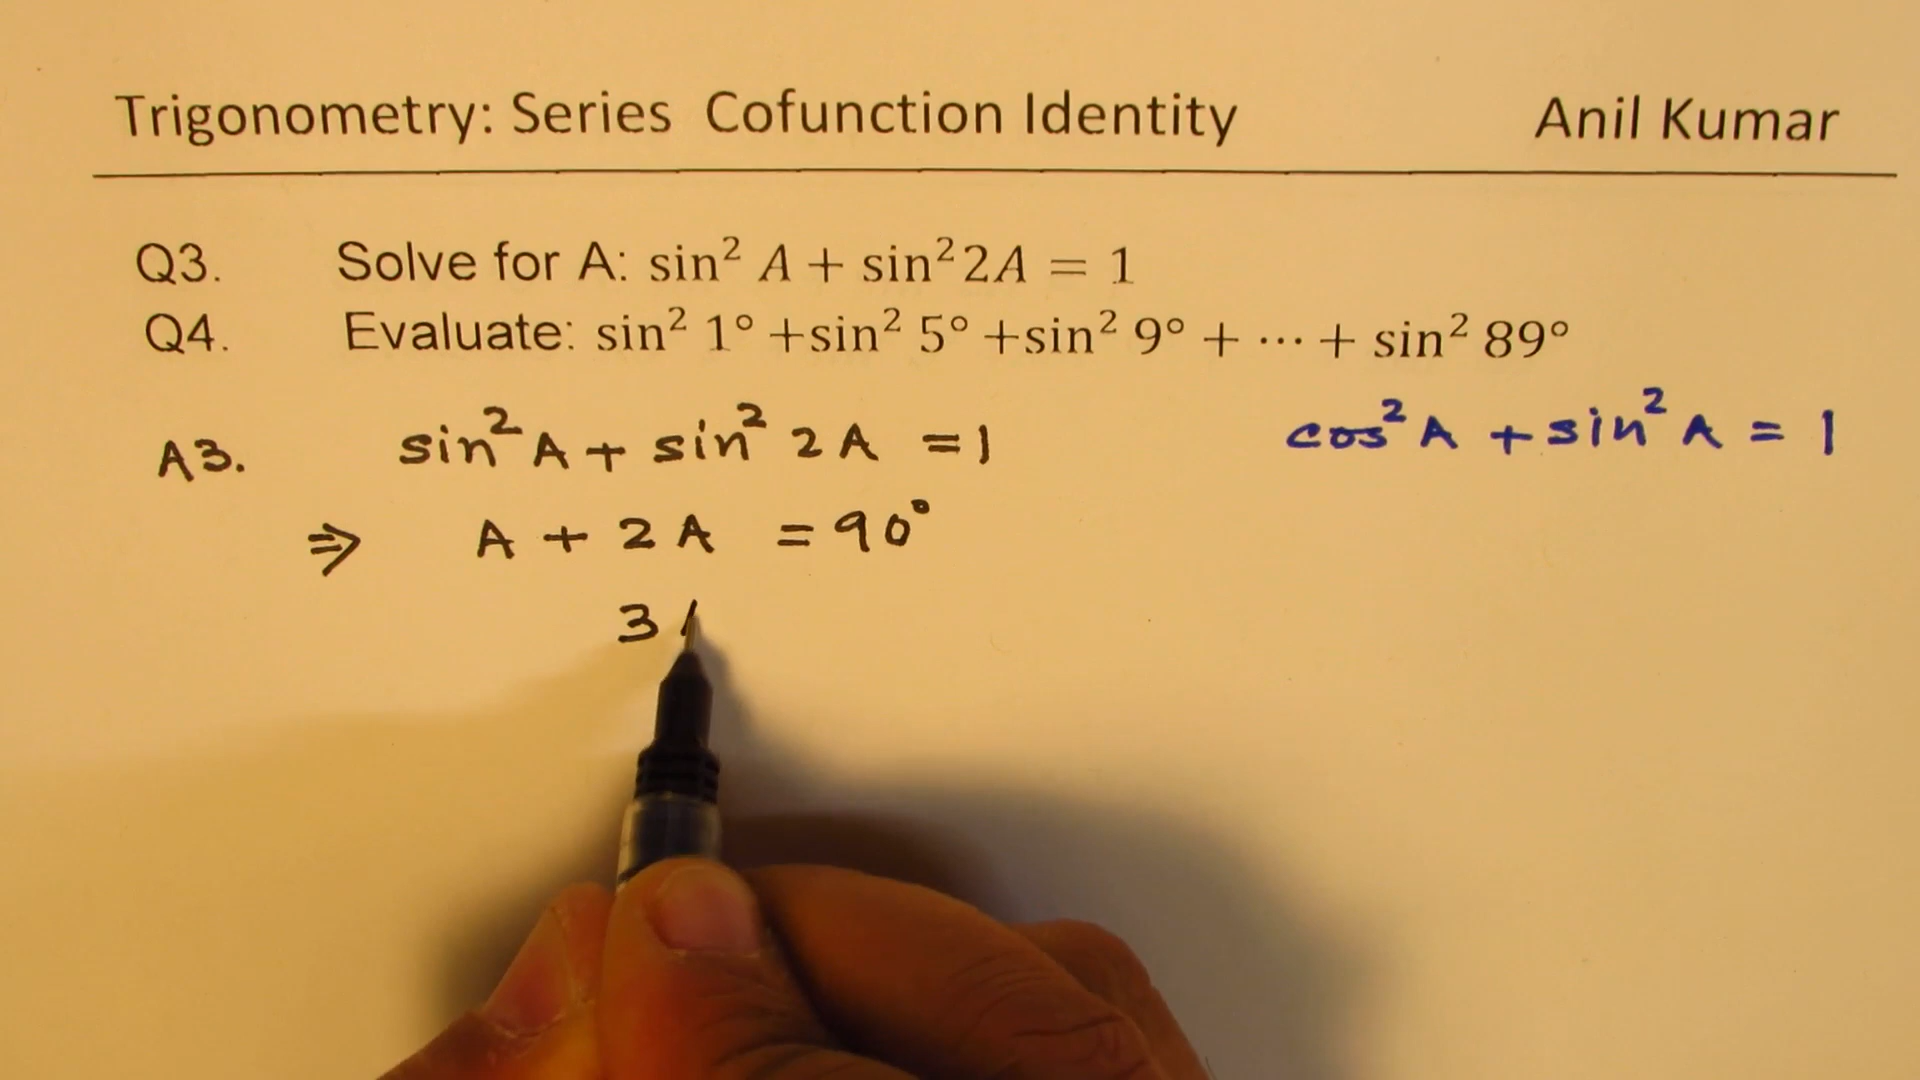 Trigonometry: Series Cofunction Identity Anil Kumar
Q3. Solve for A: sin² A + sin² 2A = 1
Q4. Evaluate: sin² 1° +sin² 5° +sin² 9° + ⋯ + sin² 89°
A3. sin² A + sin² 2A = 1 cos² A + sin² A = 1
⇒ A + 2A = 90°
3